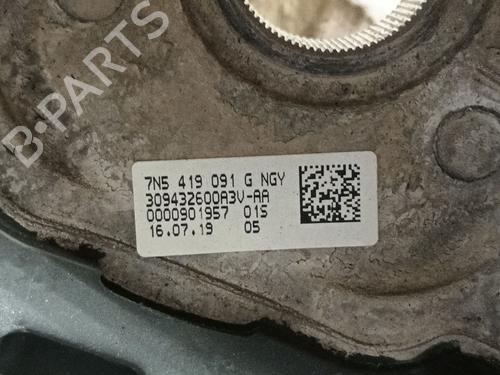 B-PARTS
7N5 419 091 G NGY
309432600A3V-AA
0000901957 01S
16.07.19 05